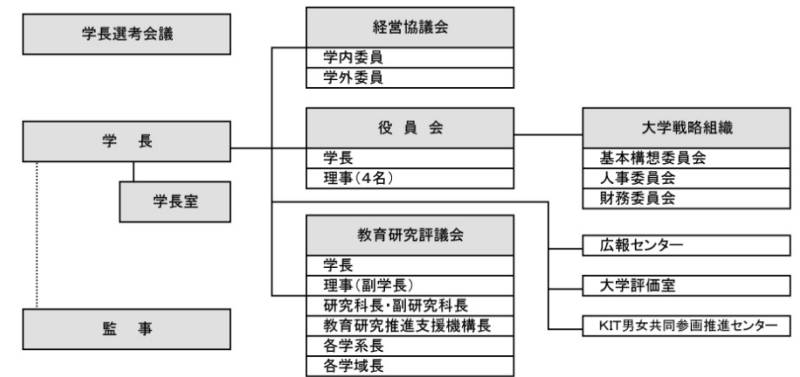 学長選考会議
経営協議会
学内委員
学外委員
学　長
学長室
役 員 会
学長
理事(4名)
大学戦略組織
基本構想委員会
人事委員会
財務委員会
教育研究評議会
学長
理事(副学長)
研究科長・副研究科長
教育研究推進支援機構長
各学系長
各学域長
広報センター
大学評価室
KIT男女共同参画推進センター
監　事